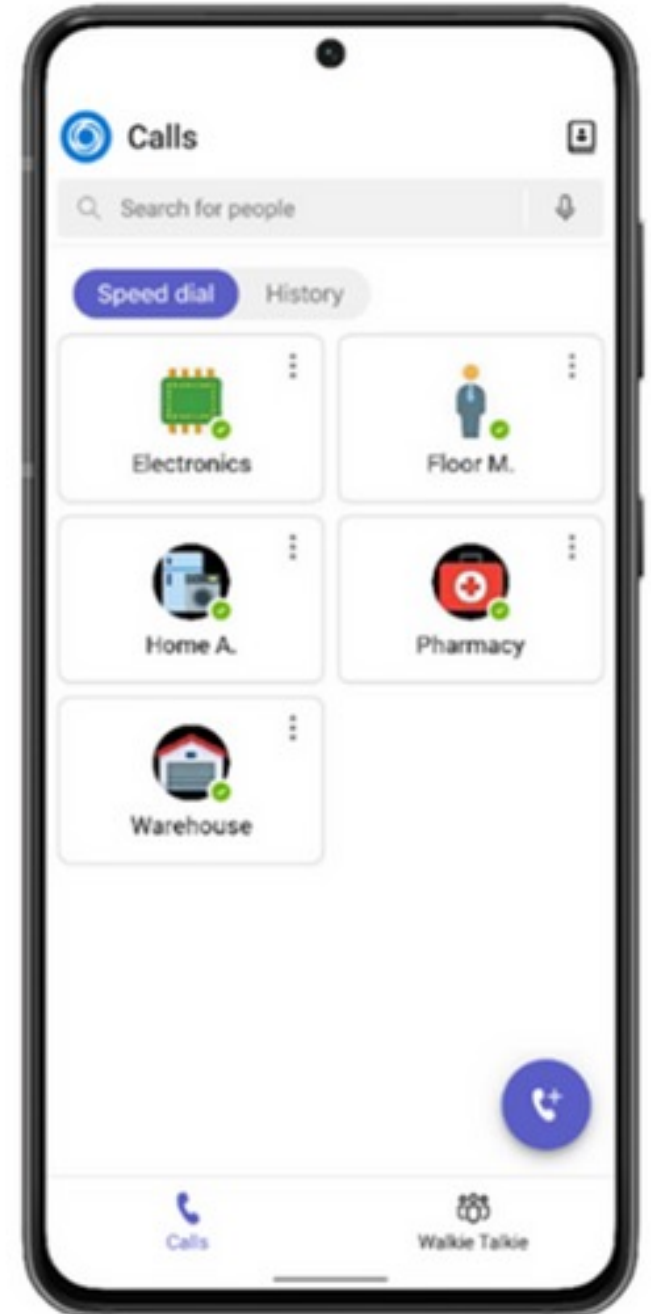 Calls
Search for people
Speed dial History
Electronics Floor M.
Home A. Pharmacy
Warehouse
Calls Walkie Talkie